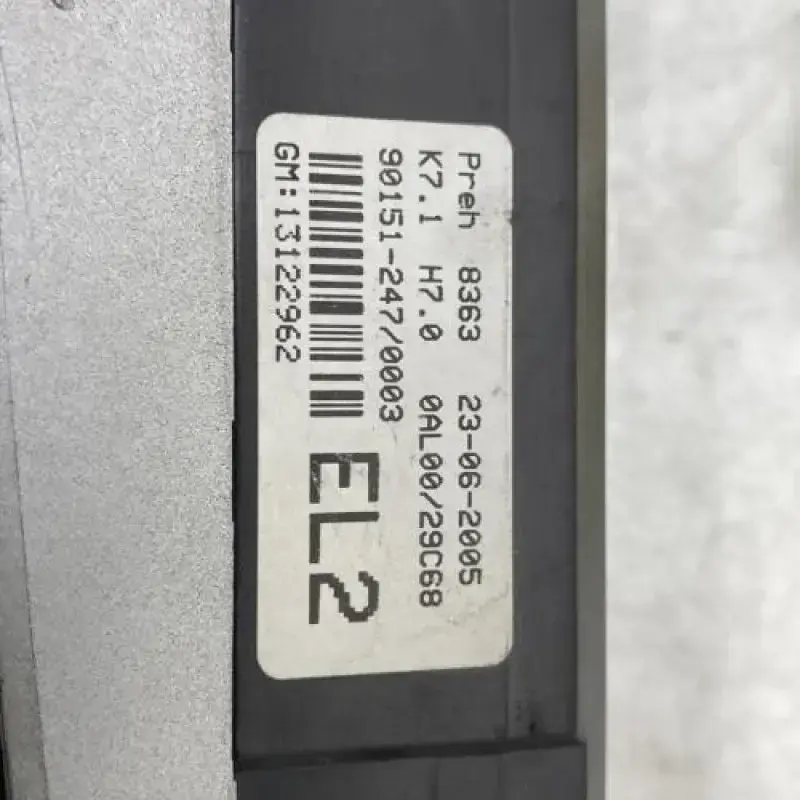 Preh 8363 23-06-2005
K7.1 H7.0 0AL00/29C68
90151-247/0003
EL2
GM:13122962